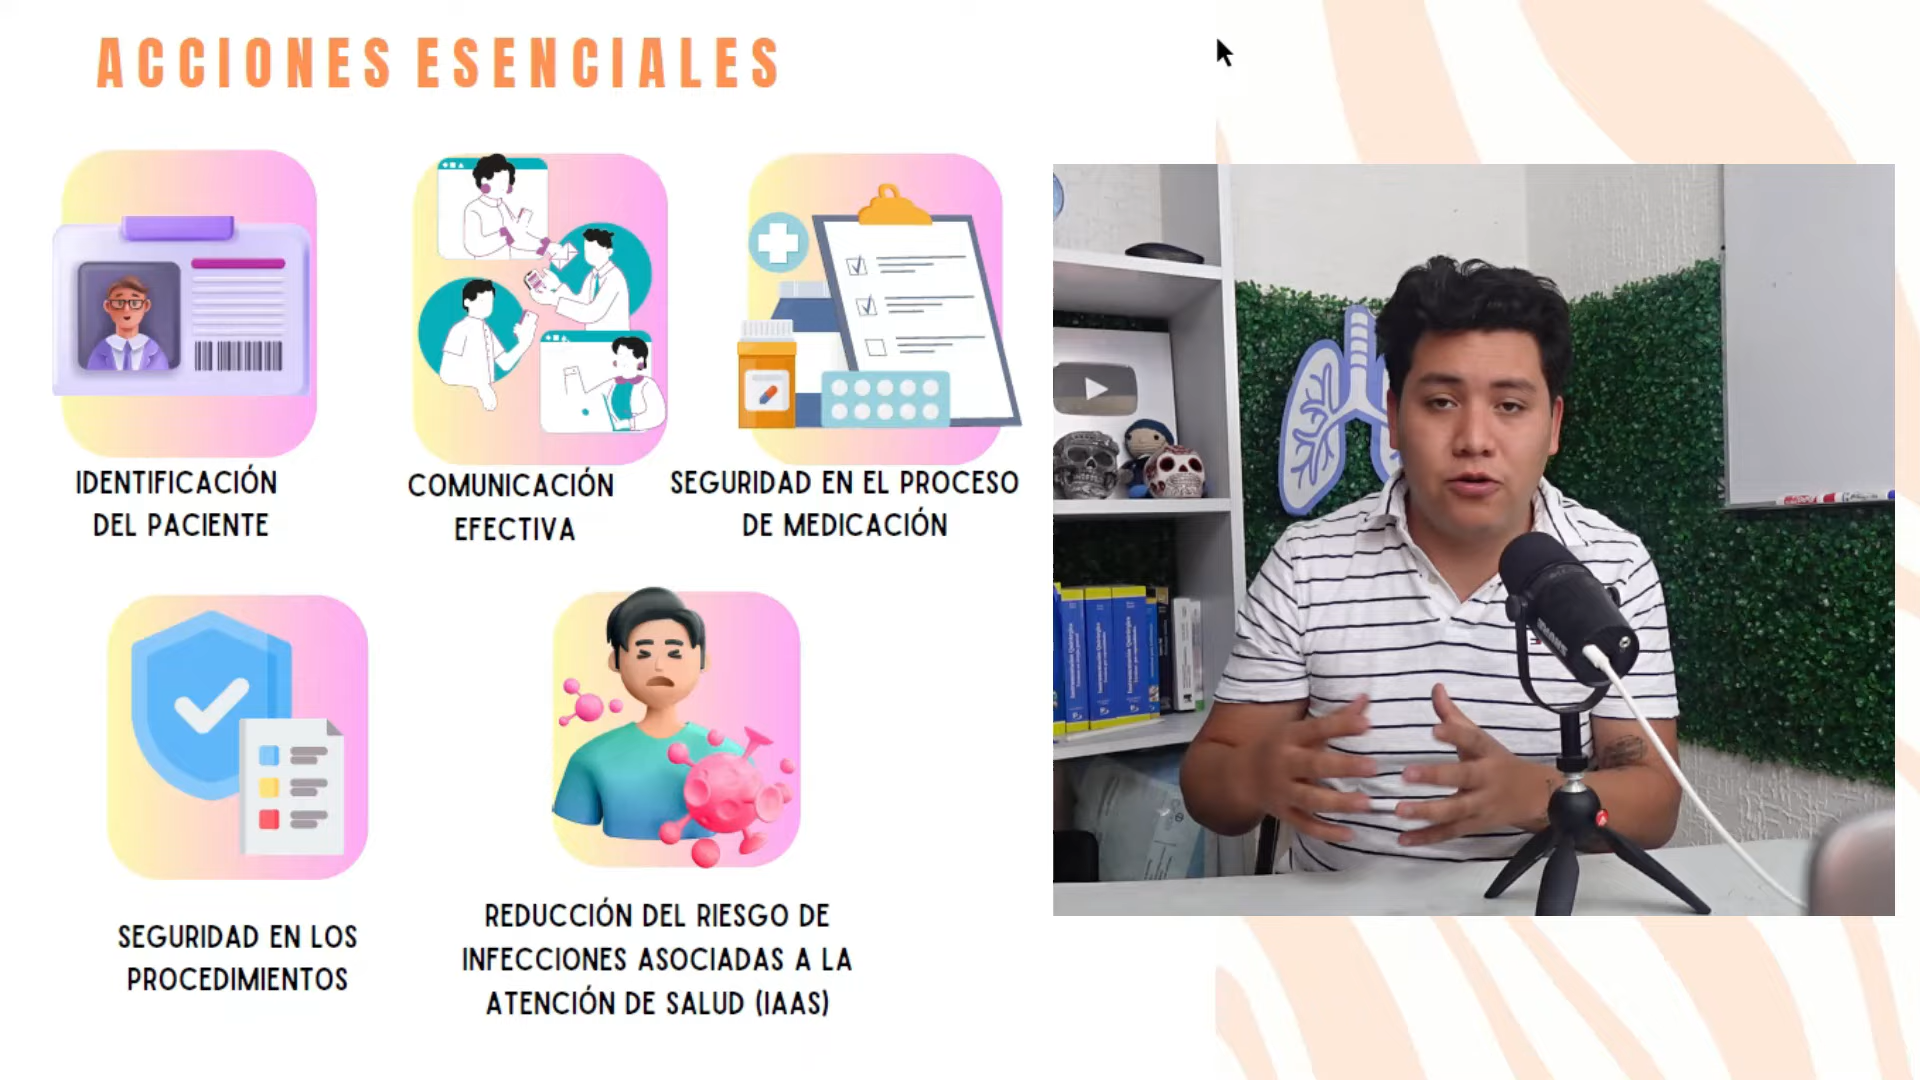 ACCIONES ESENCIALES
IDENTIFICACIÓN
DEL PACIENTE
COMUNICACIÓN
EFECTIVA
SEGURIDAD EN EL PROCESO
DE MEDICACIÓN
SEGURIDAD EN LOS
PROCEDIMIENTOS
REDUCCIÓN DEL RIESGO DE
INFECCIONES ASOCIADAS A LA
ATENCIÓN DE SALUD (IAAS)